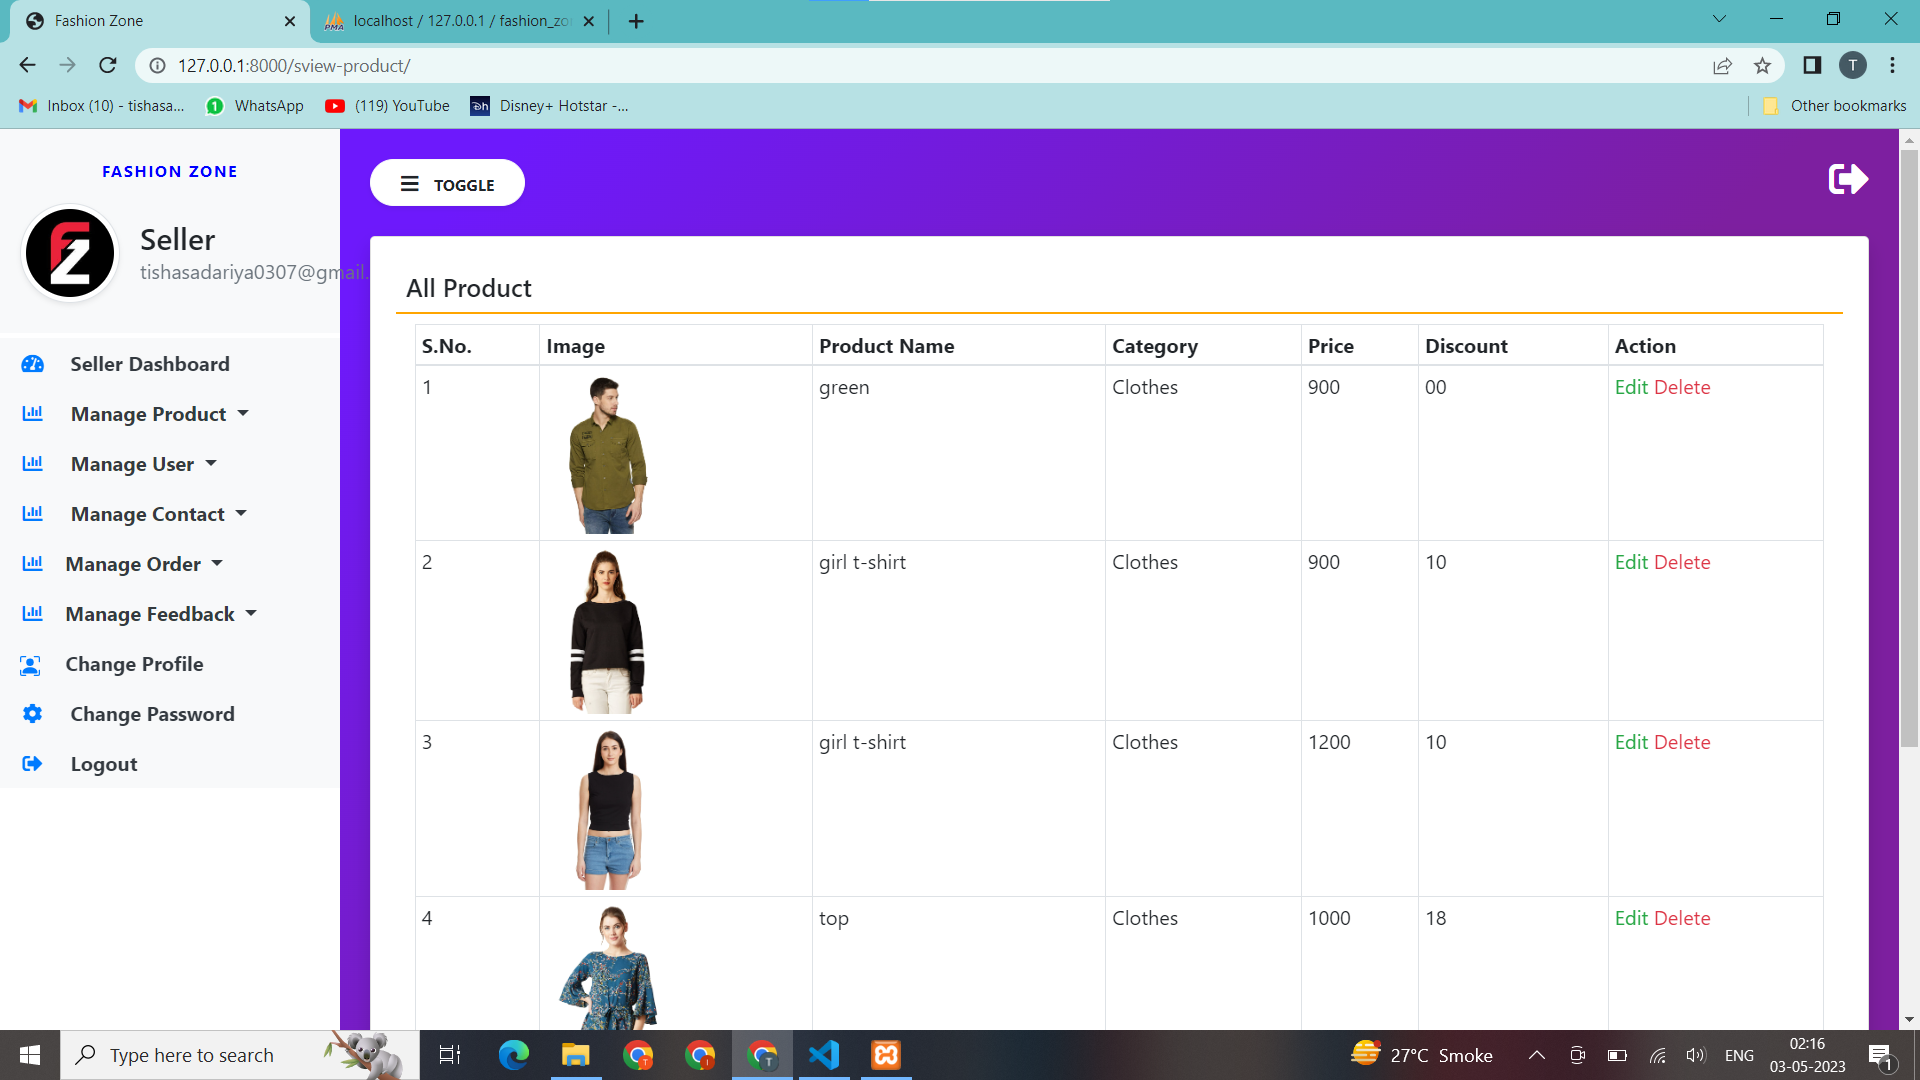 Fashion Zone
localhost / 127.0.0.1 / fashion_zo
127.0.0.1:8000/sview-product/
T
Inbox (10) - tishasa...
WhatsApp
(119) YouTube
Disney+ Hotstar -...
Other bookmarks
FASHION ZONE
TOGGLE
FZ
Seller
tishasadariya0307@gmail.
Seller Dashboard
Manage Product
Manage User
Manage Contact
Manage Order
Manage Feedback
Change Profile
Change Password
Logout
All Product
S.No. Image Product Name Category Price Discount Action
1 green Clothes 900 00 Edit Delete
2 girl t-shirt Clothes 900 10 Edit Delete
3 girl t-shirt Clothes 1200 10 Edit Delete
4 top Clothes 1000 18 Edit Delete
Type here to search
27°C Smoke
ENG
02:16
03-05-2023
1